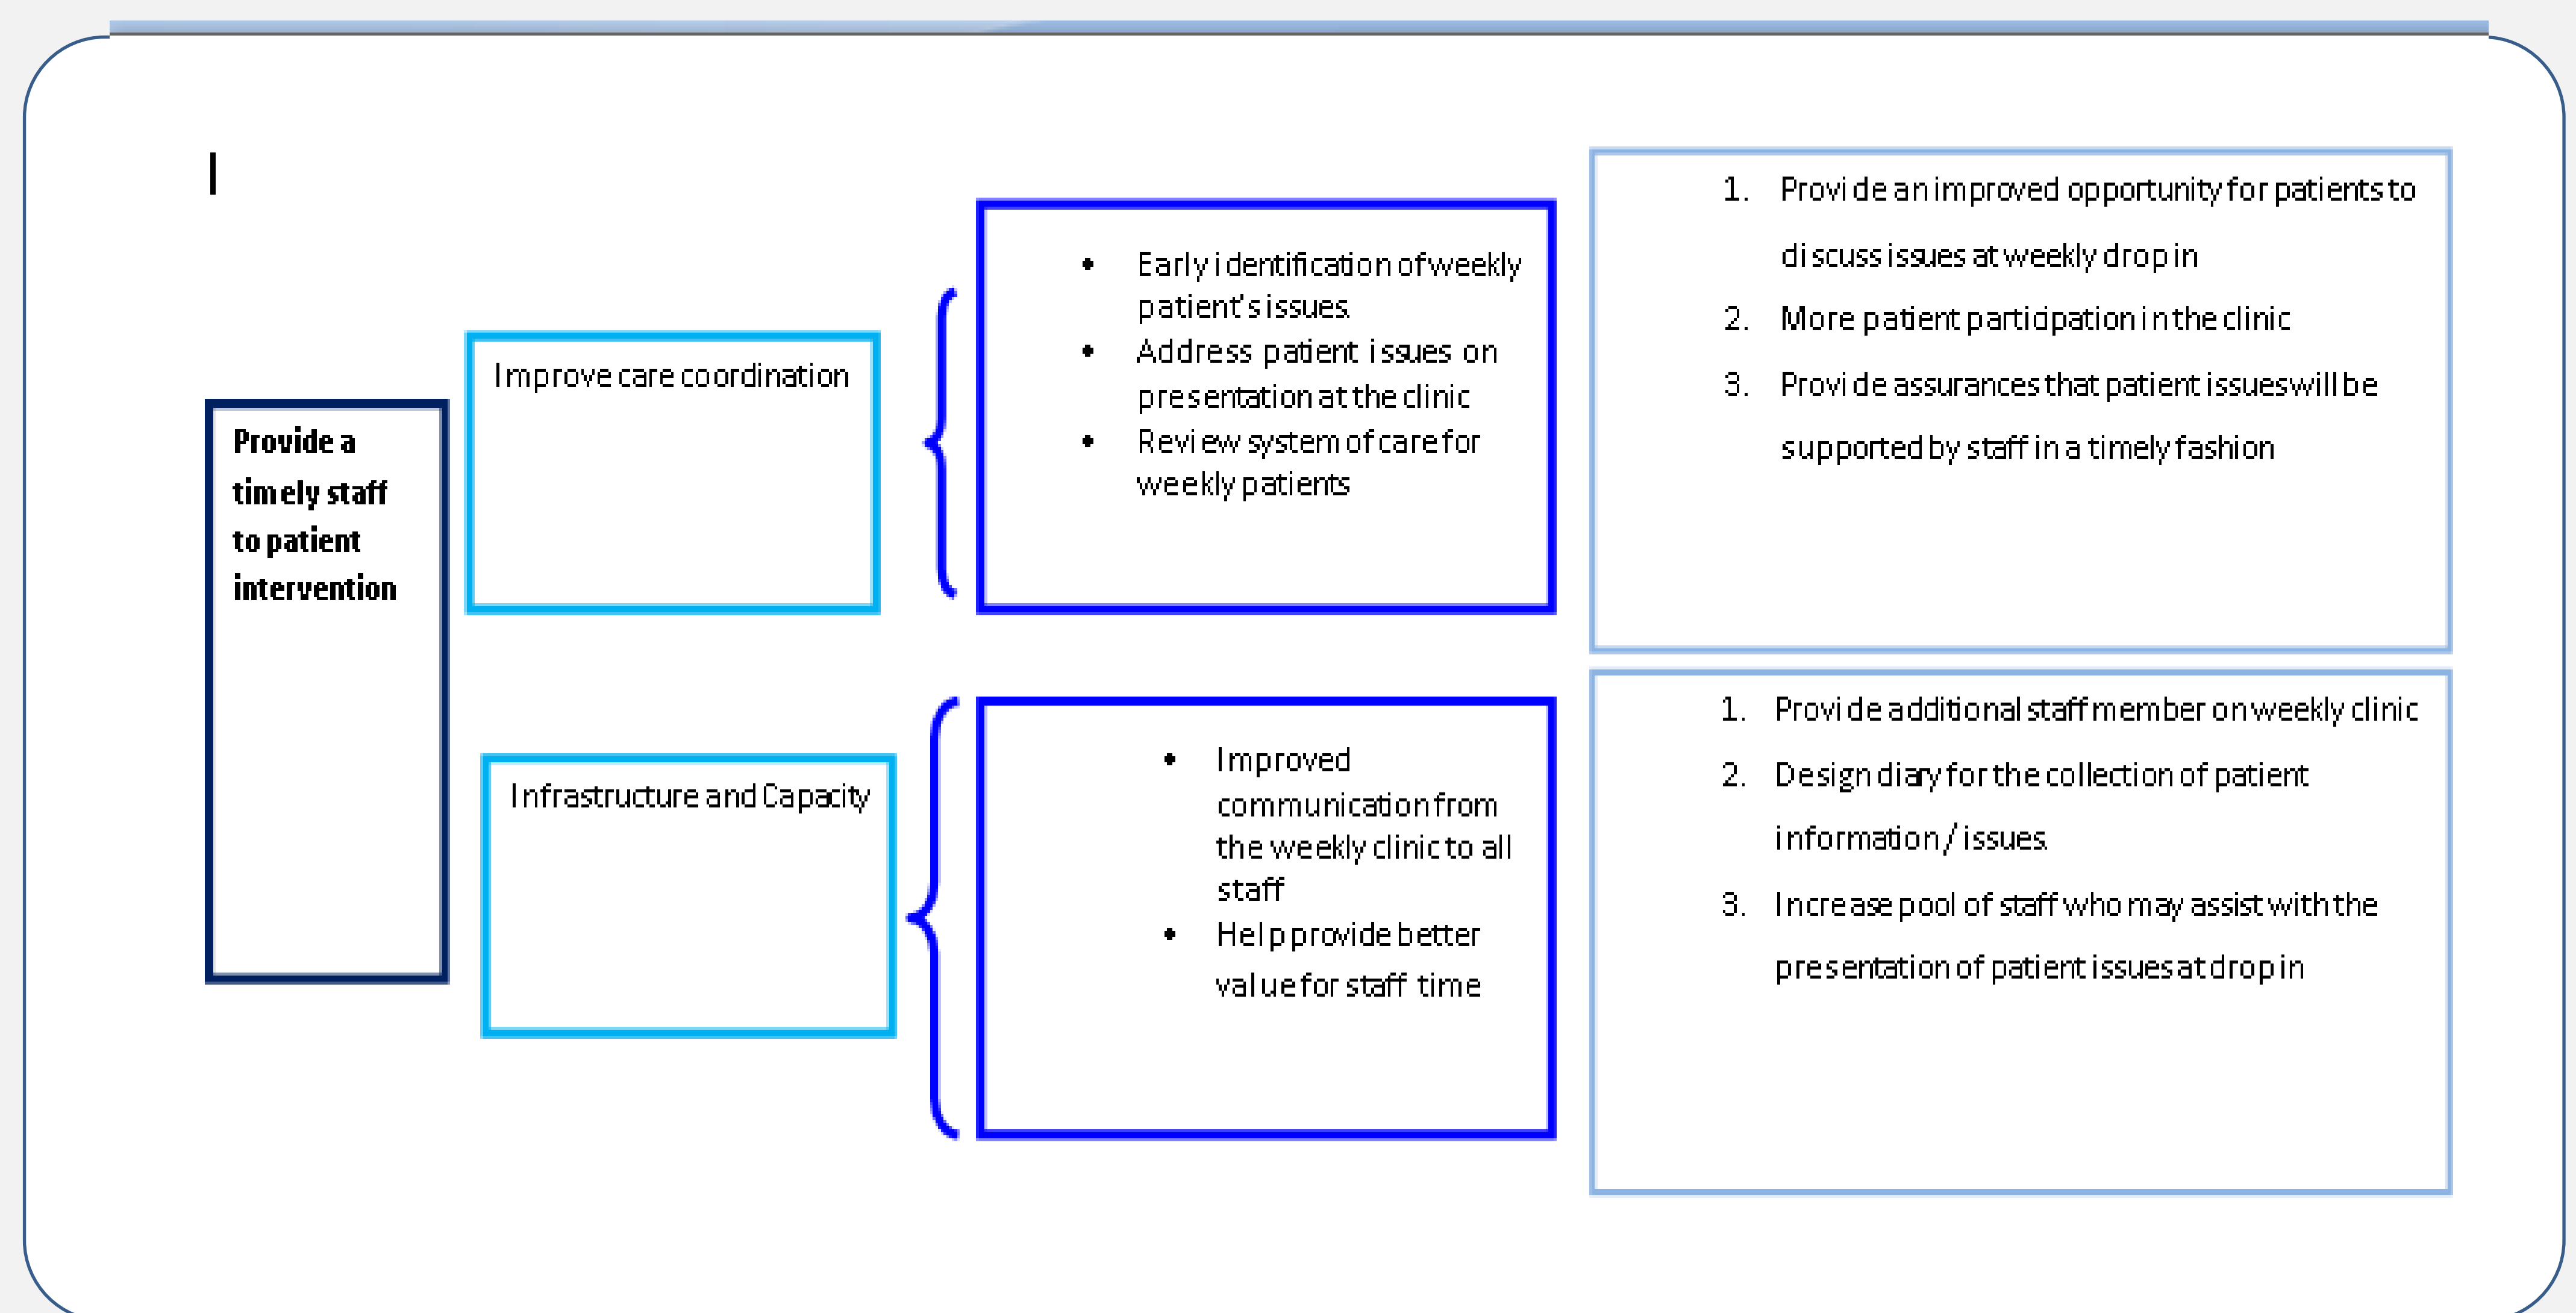 Provide a
timely staff
to patient
intervention
Improve care coordination
• Early identification of weekly
patient's issues.
• Address patient issues on
presentation at the clinic
• Review system of care for
weekly patients
1. Provide an improved opportunity for patients to
discuss issues at weekly drop in
2. More patient participation in the clinic
3. Provide assurances that patient issues will be
supported by staff in a timely fashion
Infrastructure and Capacity
• Improved
communication from
the weekly clinic to all
staff
• Help provide better
value for staff time
1. Provide additional staff member on weekly clinic
2. Design diary for the collection of patient
information / issues.
3. Increase pool of staff who may assist with the
presentation of patient issues at drop in